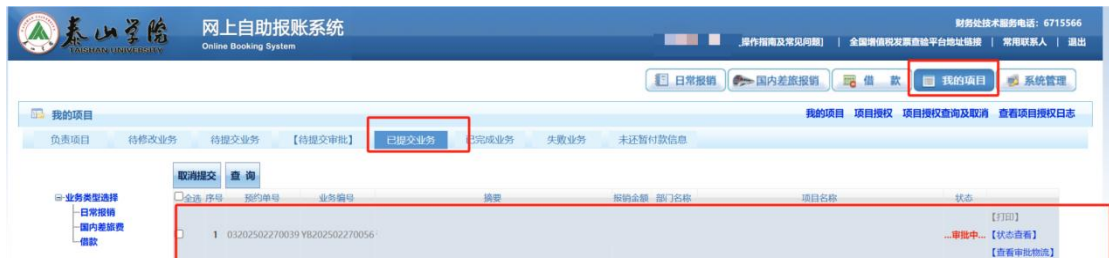 财务处技术服务电话：6715566
泰山学院 网上自助报账系统
TAISHAN UNIVERSITY Online Booking System
操作指南及常见问题] | 全国增值税发票查验平台地址链接 | 常用联系人 | 退出
日常报销 国内差旅报销 借 款 我的项目 系统管理
我的项目 我的项目 项目授权 项目授权查询及取消 查看项目授权日志
负责项目 待修改业务 待提交业务 【待提交审批】 已提交业务 已完成业务 失败业务 未还暂付款信息
取消提交 查 询
业务类型选择
日常报销
国内差旅费
借款
全选 序号 预约单号 业务编号 摘要 报销金额 部门名称 项目名称 状态
【打印】
1 03202502270039 YB202502270056 ...审批中... 【状态查看】
【查看审批物流】